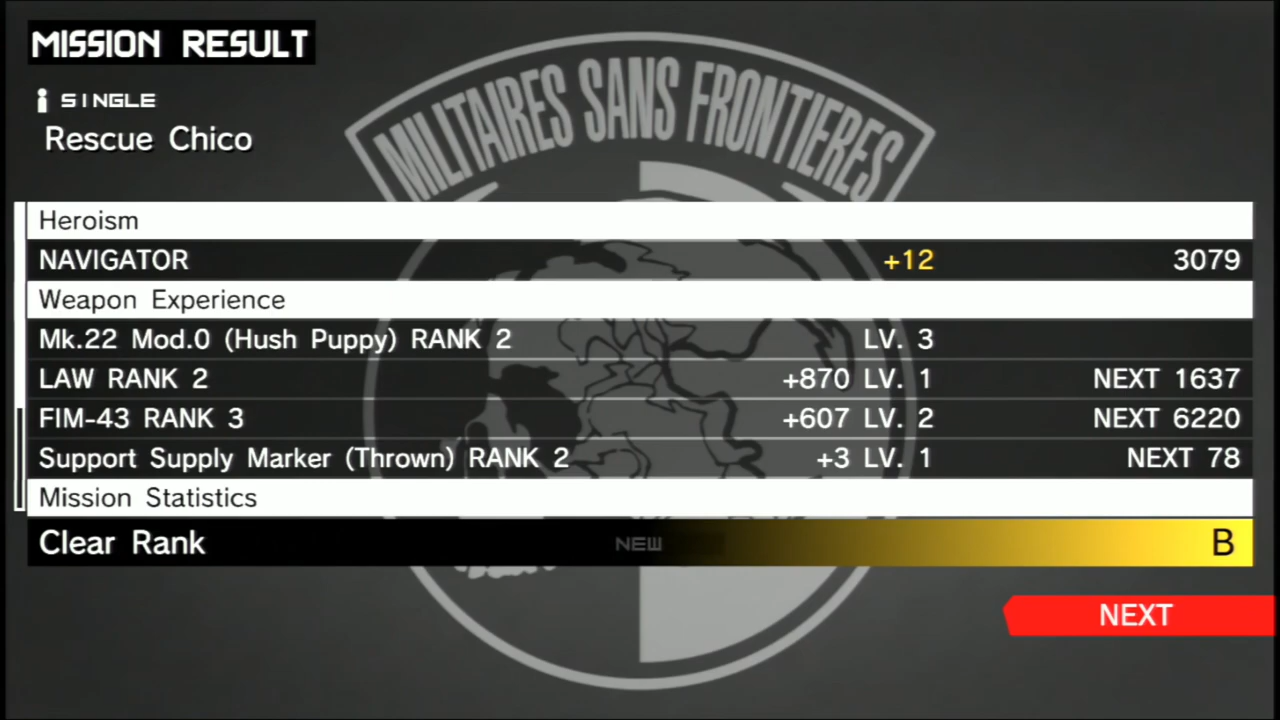 MISSION RESULT
SINGLE
Rescue Chico
MILITAIRES SANS FRONTIERES
Heroism
NAVIGATOR +12 3079
Weapon Experience
Mk.22 Mod.0 (Hush Puppy) RANK 2 LV. 3
LAW RANK 2 +870 LV. 1 NEXT 1637
FIM-43 RANK 3 +607 LV. 2 NEXT 6220
Support Supply Marker (Thrown) RANK 2 +3 LV. 1 NEXT 78
Mission Statistics
Clear Rank NEW B
NEXT